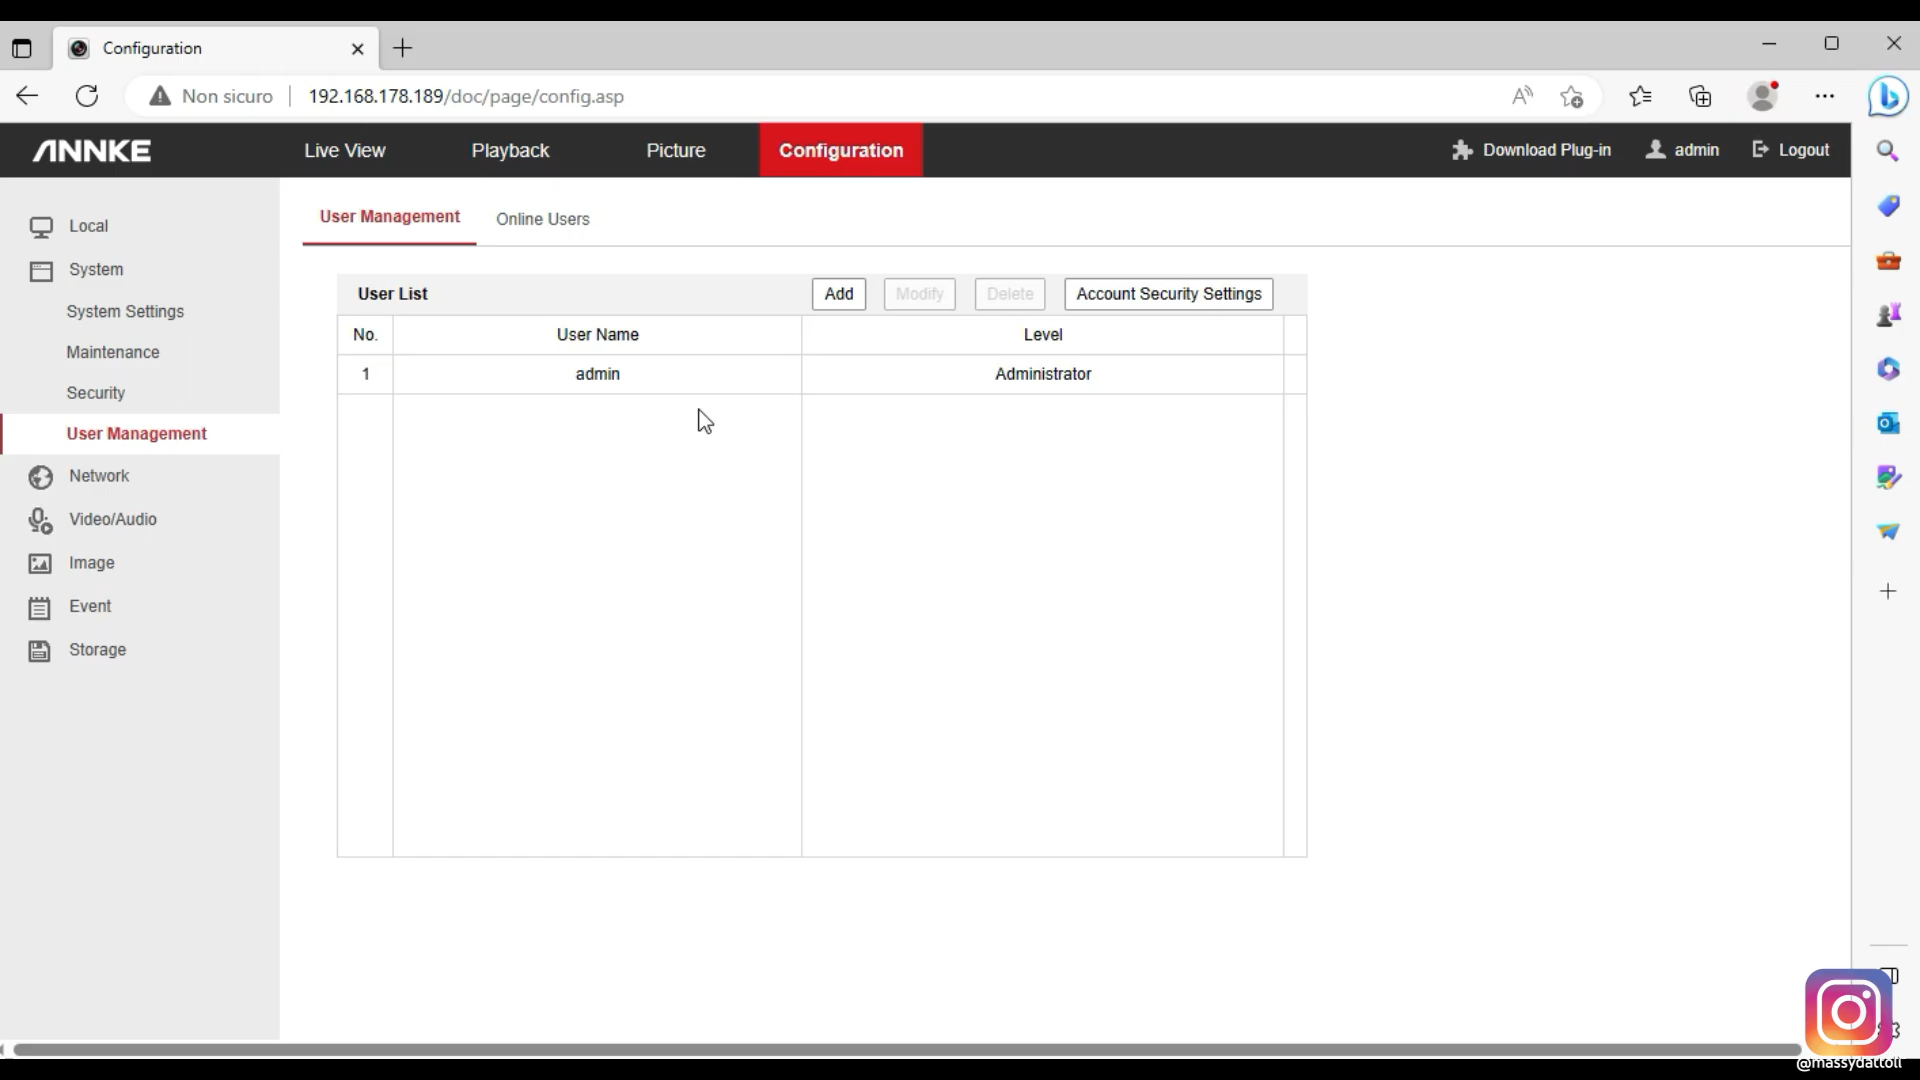 Configuration
Non sicuro
192.168.178.189/doc/page/config.asp
ANNKE
Live View
Playback
Picture
Configuration
Download Plug-in
admin
Logout
Local
System
System Settings
Maintenance
Security
User Management
Network
Video/Audio
Image
Event
Storage
User Management
Online Users
User List
Add
Modify
Delete
Account Security Settings
No. User Name Level
1 admin Administrator
@massydattoli